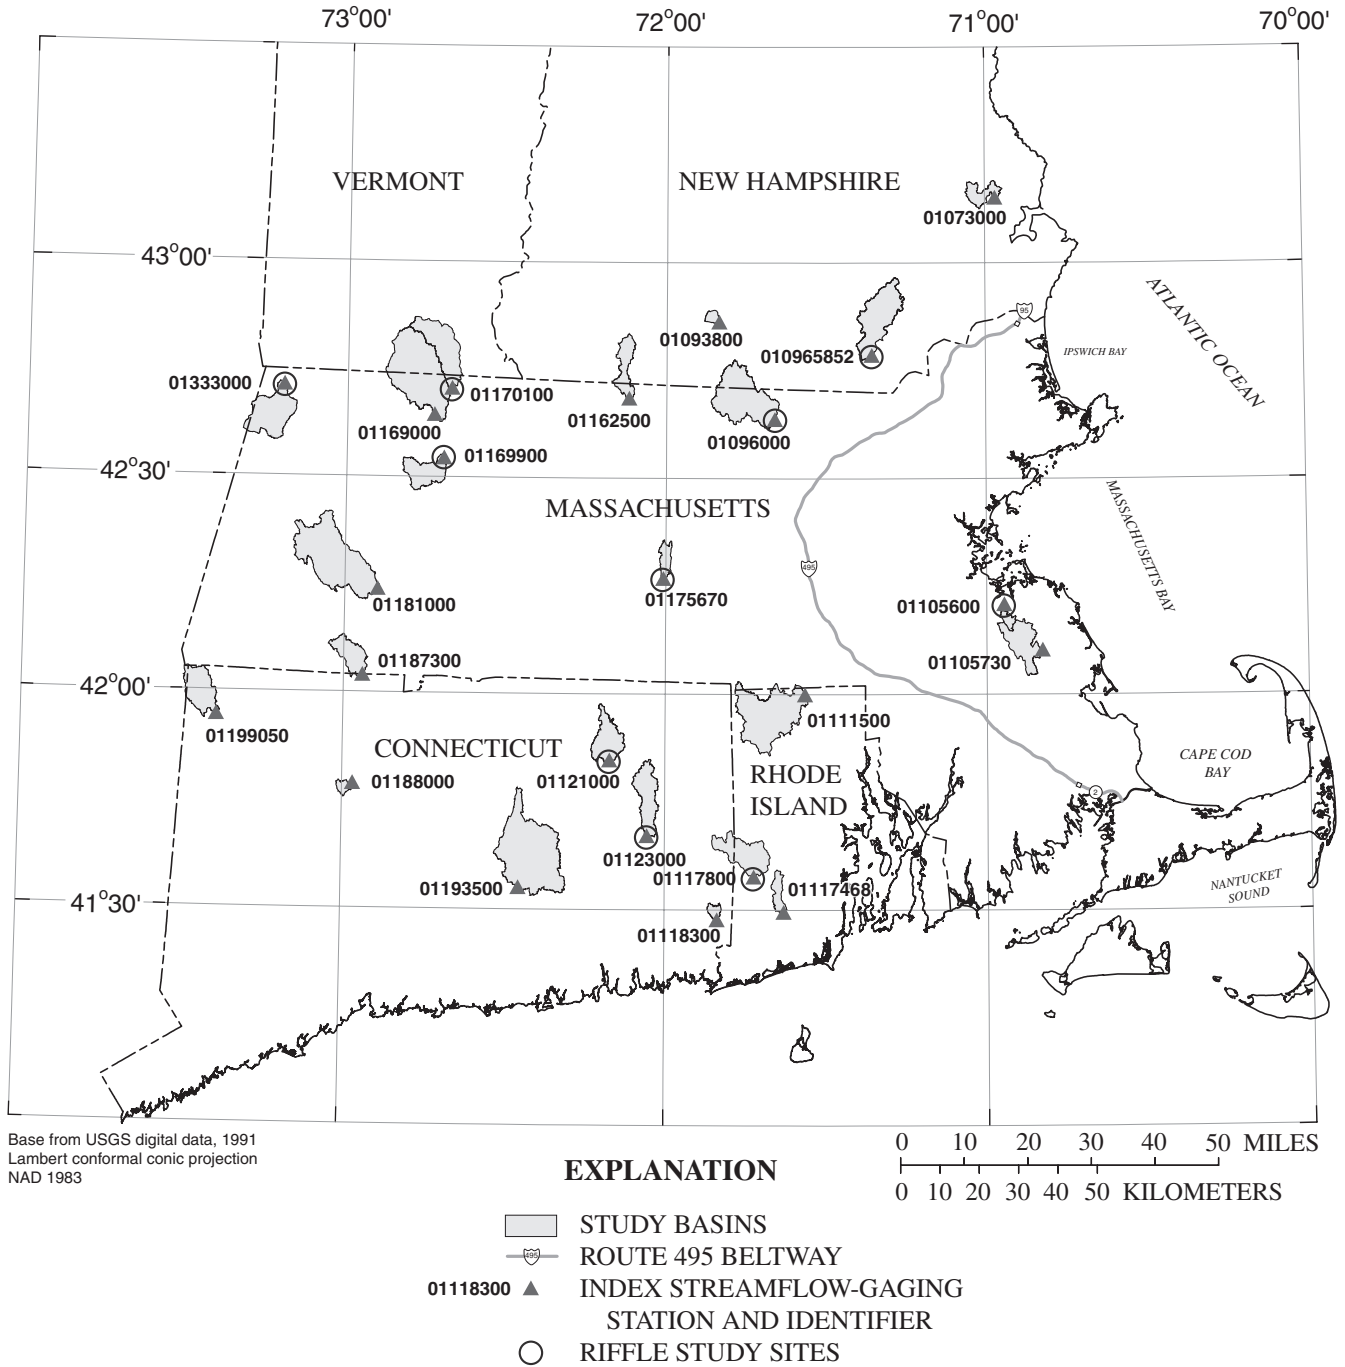 73°00'
72°00'
71°00'
70°00'
VERMONT
NEW HAMPSHIRE
01073000
43°00'
ATLANTIC OCEAN
95
01093800
010965852
IPSWICH BAY
01333000
01170100
01162500
01169000
01096000
01169900
42°30'
MASSACHUSETTS
MASSACHUSETTS BAY
495
01181000
01175670
01105600
01187300
01105730
42°00'
01199050
01111500
CONNECTICUT
CAPE COD
BAY
01188000
01121000
RHODE
ISLAND
2
01123000
01117800
01193500
01117468
NANTUCKET
SOUND
41°30'
01118300
Base from USGS digital data, 1991
Lambert conformal conic projection
NAD 1983
0 10 20 30 40 50 MILES
0 10 20 30 40 50 KILOMETERS
EXPLANATION
STUDY BASINS
495 ROUTE 495 BELTWAY
01118300 INDEX STREAMFLOW-GAGING
STATION AND IDENTIFIER
RIFFLE STUDY SITES